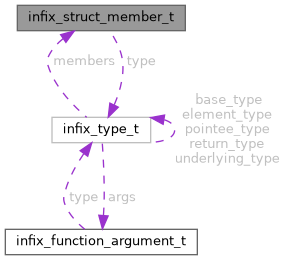 infix_struct_member_t
members
type
base_type
element_type
pointee_type
return_type
underlying_type
infix_type_t
type
args
infix_function_argument_t